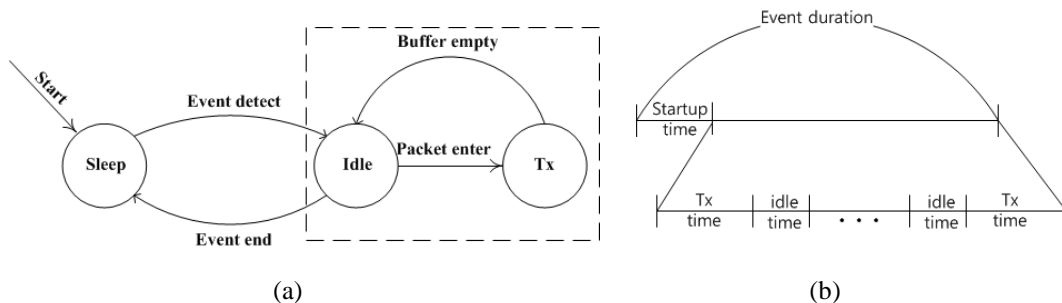 Start
Sleep
Event detect
Event end
Idle
Buffer empty
Packet enter
Tx
(a)
Event duration
Startup
time
Tx
time
idle
time
. . .
idle
time
Tx
time
(b)